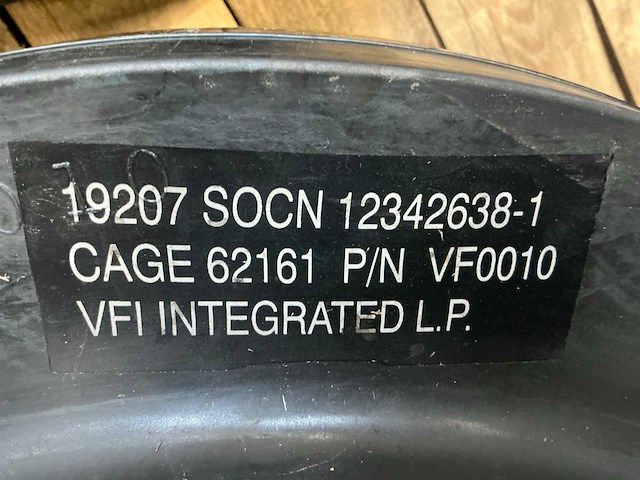 19207 SOCN 12342638-1
CAGE 62161 P/N VF0010
VFI INTEGRATED L.P.